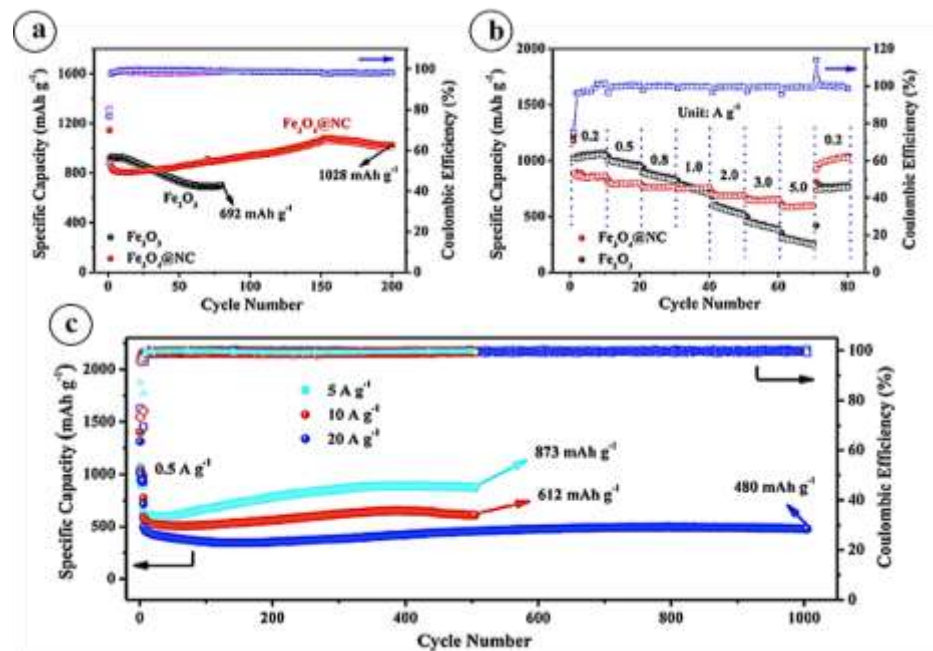 a
Specific Capacity (mAh g⁻¹)
1600
1200
800
400
0
Fe₃O₄@NC
1028 mAh g⁻¹
Fe₂O₃
692 mAh g⁻¹
Fe₂O₃
Fe₃O₄@NC
0 50 100 150 200
Cycle Number
100
80
60
40
20
0
Coulombic Efficiency (%)
b
Specific Capacity (mAh g⁻¹)
2000
1500
1000
500
0
Unit: A g⁻¹
0.2 0.5 0.8 1.0 2.0 3.0 5.0 0.2
Fe₃O₄@NC
Fe₂O₃
0 10 20 30 40 50 60 70 80
Cycle Number
120
100
80
60
40
20
0
Coulombic Efficiency (%)
c
Specific Capacity (mAh g⁻¹)
2000
1500
1000
500
0
0.5 A g⁻¹
5 A g⁻¹
10 A g⁻¹
20 A g⁻¹
873 mAh g⁻¹
612 mAh g⁻¹
480 mAh g⁻¹
0 200 400 600 800 1000
Cycle Number
100
80
60
40
20
0
Coulombic Efficiency (%)